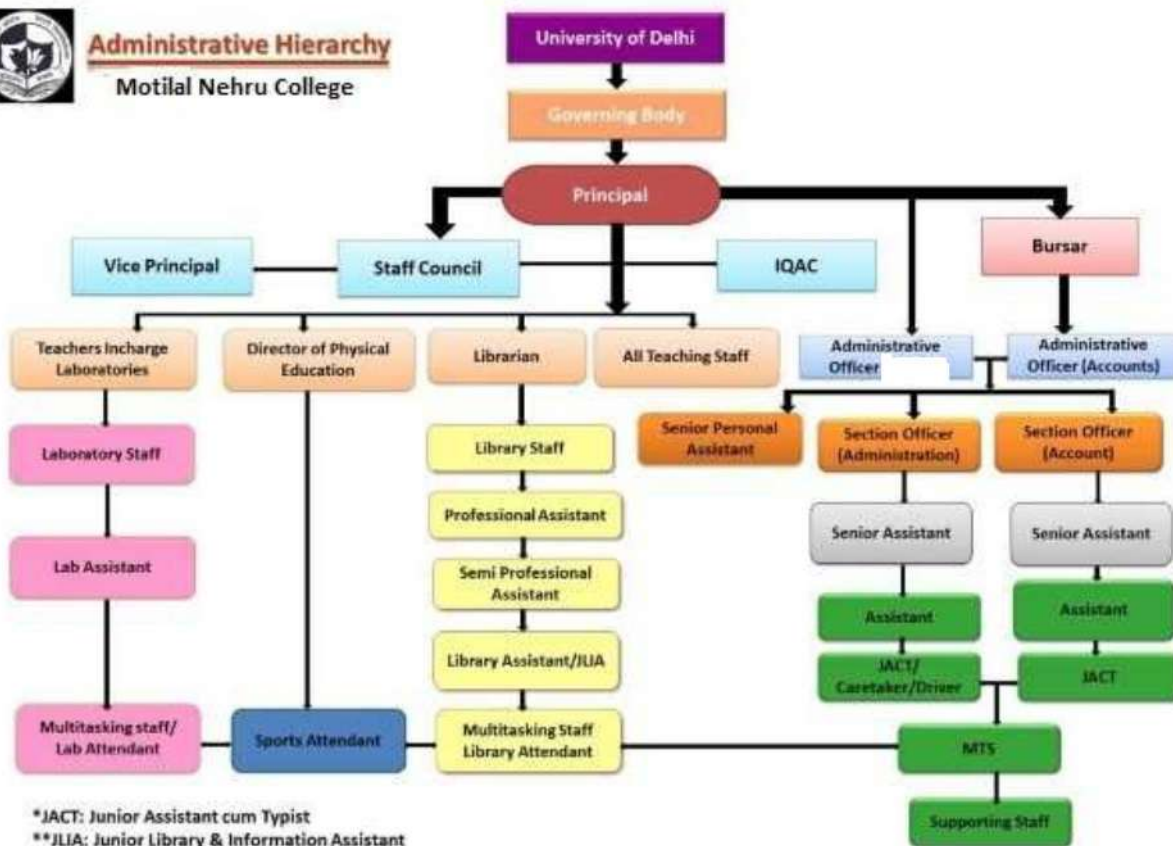 Administrative Hierarchy
Motilal Nehru College
University of Delhi
Governing Body
Principal
Vice Principal
Staff Council
IQAC
Bursar
Teachers Incharge
Laboratories
Director of Physical
Education
Librarian
All Teaching Staff
Administrative
Officer
Administrative
Officer (Accounts)
Laboratory Staff
Library Staff
Senior Personal
Assistant
Section Officer
(Administration)
Section Officer
(Account)
Professional Assistant
Senior Assistant
Senior Assistant
Lab Assistant
Semi Professional
Assistant
Assistant
Assistant
Library Assistant/JLIA
JACT/
Caretaker/Driver
JACT
Multitasking staff/
Lab Attendant
Sports Attendant
Multitasking Staff
Library Attendant
MTS
Supporting Staff
*JACT: Junior Assistant cum Typist
**JLIA: Junior Library & Information Assistant